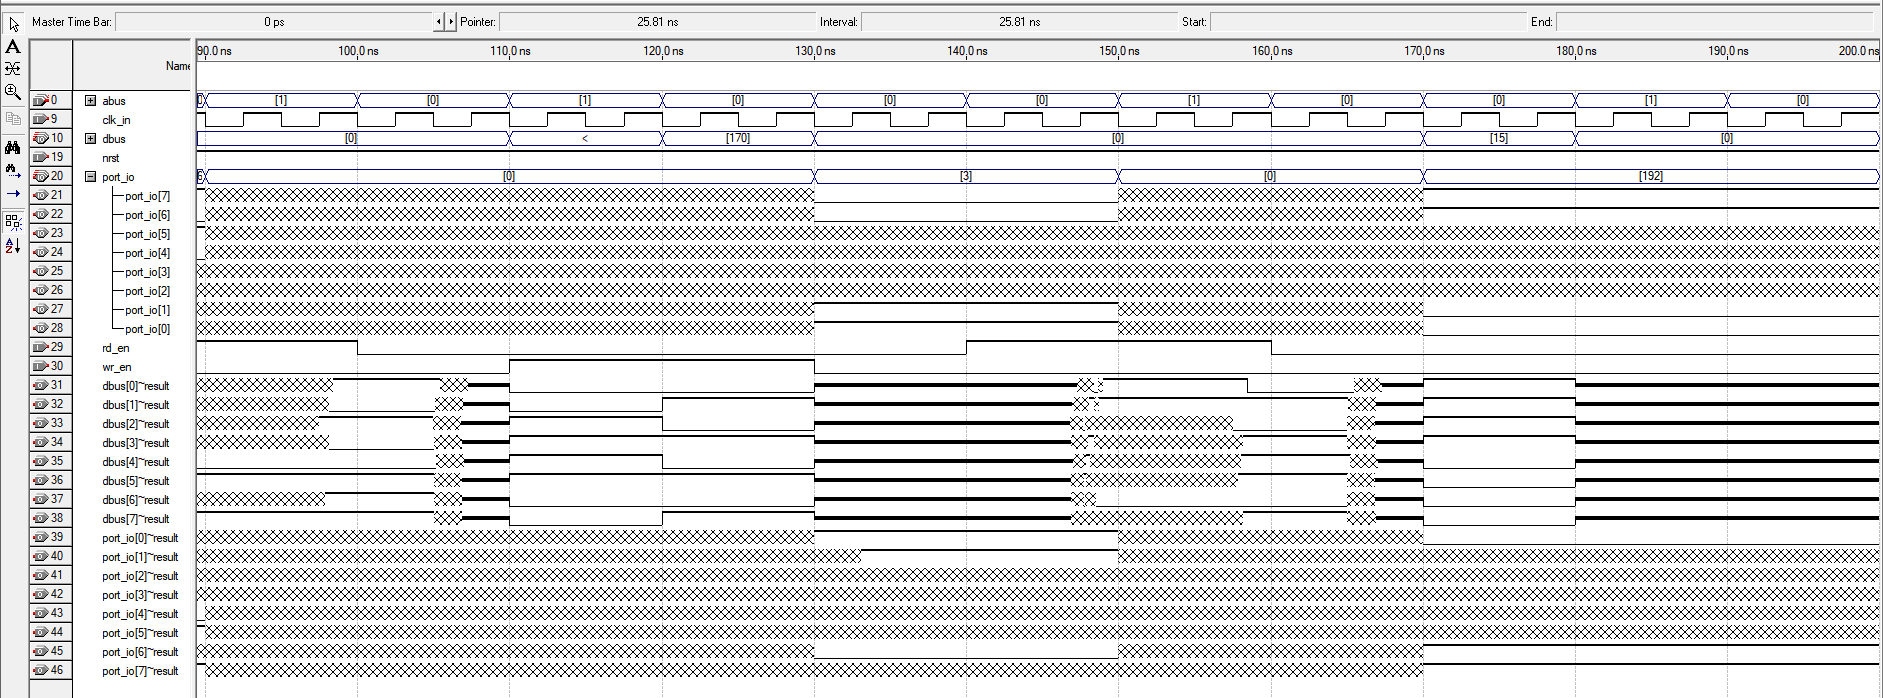 Master Time Bar: 0 ps Pointer: 25.81 ns Interval: 25.81 ns Start: End:
A
90.0 ns 100.0 ns 110.0 ns 120.0 ns 130.0 ns 140.0 ns 150.0 ns 160.0 ns 170.0 ns 180.0 ns 190.0 ns 200.0 ns
Name
0 abus [1] [0] [1] [0] [0] [0] [1] [0] [0] [1] [0]
9 clk_in
10 dbus [0] < [170] [0] [15] [0]
19 nrst
20 port_io [0] [3] [0] [192]
21 port_io[7]
22 port_io[6]
23 port_io[5]
24 port_io[4]
25 port_io[3]
26 port_io[2]
27 port_io[1]
28 port_io[0]
29 rd_en
30 wr_en
31 dbus[0]~result
32 dbus[1]~result
33 dbus[2]~result
34 dbus[3]~result
35 dbus[4]~result
36 dbus[5]~result
37 dbus[6]~result
38 dbus[7]~result
39 port_io[0]~result
40 port_io[1]~result
41 port_io[2]~result
42 port_io[3]~result
43 port_io[4]~result
44 port_io[5]~result
45 port_io[6]~result
46 port_io[7]~result